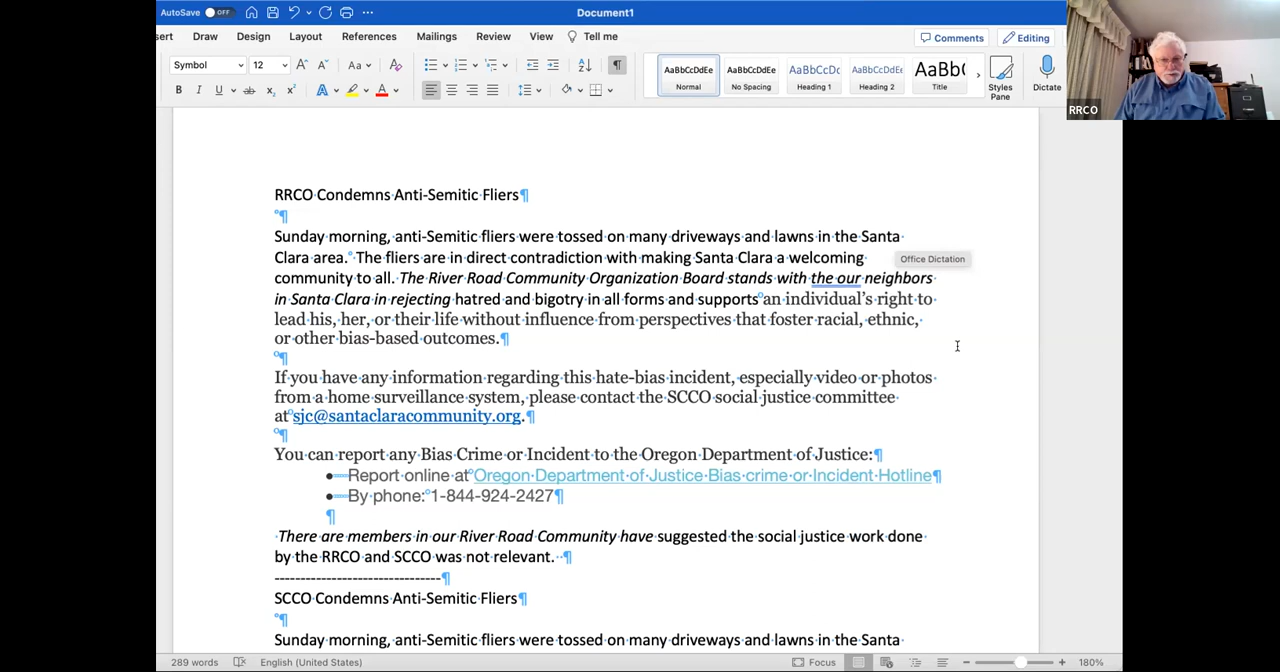 AutoSave OFF
Document1
sert Draw Design Layout References Mailings Review View Tell me
Comments Editing
Symbol 12 Aa
B I U ab x₂ x² A A
AaBbCcDdEe AaBbCcDdEe AaBbCcDc AaBbCcDdEe AaBb(
Normal No Spacing Heading 1 Heading 2 Title
Styles Pane
Dictate
RRCO
RRCO Condemns Anti-Semitic Fliers¶
¶
Sunday morning, anti-Semitic fliers were tossed on many driveways and lawns in the Santa
Clara area. The fliers are in direct contradiction with making Santa Clara a welcoming
Office Dictation
community to all. The River Road Community Organization Board stands with the our neighbors
in Santa Clara in rejecting hatred and bigotry in all forms and supports an individual's right to
lead his, her, or their life without influence from perspectives that foster racial, ethnic,
or other bias-based outcomes.¶
¶
If you have any information regarding this hate-bias incident, especially video or photos
from a home surveillance system, please contact the SCCO social justice committee
at sjc@santaclaracommunity.org.¶
¶
You can report any Bias Crime or Incident to the Oregon Department of Justice:¶
• Report online at Oregon Department of Justice Bias crime or Incident Hotline¶
• By phone: 1-844-924-2427¶
¶
There are members in our River Road Community have suggested the social justice work done
by the RRCO and SCCO was not relevant. ¶
--------------------------------¶
SCCO Condemns Anti-Semitic Fliers¶
¶
Sunday morning, anti-Semitic fliers were tossed on many driveways and lawns in the Santa
289 words English (United States) Focus 180%